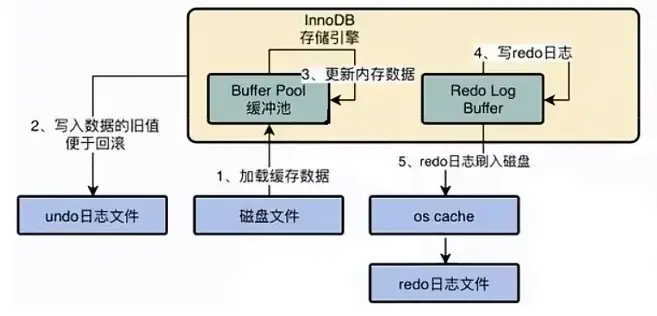 InnoDB
存储引擎
4、写redo日志
3、更新内存数据
Buffer Pool
缓冲池
Redo Log
Buffer
2、写入数据的旧值
便于回滚
5、redo日志刷入磁盘
1、加载缓存数据
undo日志文件
磁盘文件
os cache
redo日志文件